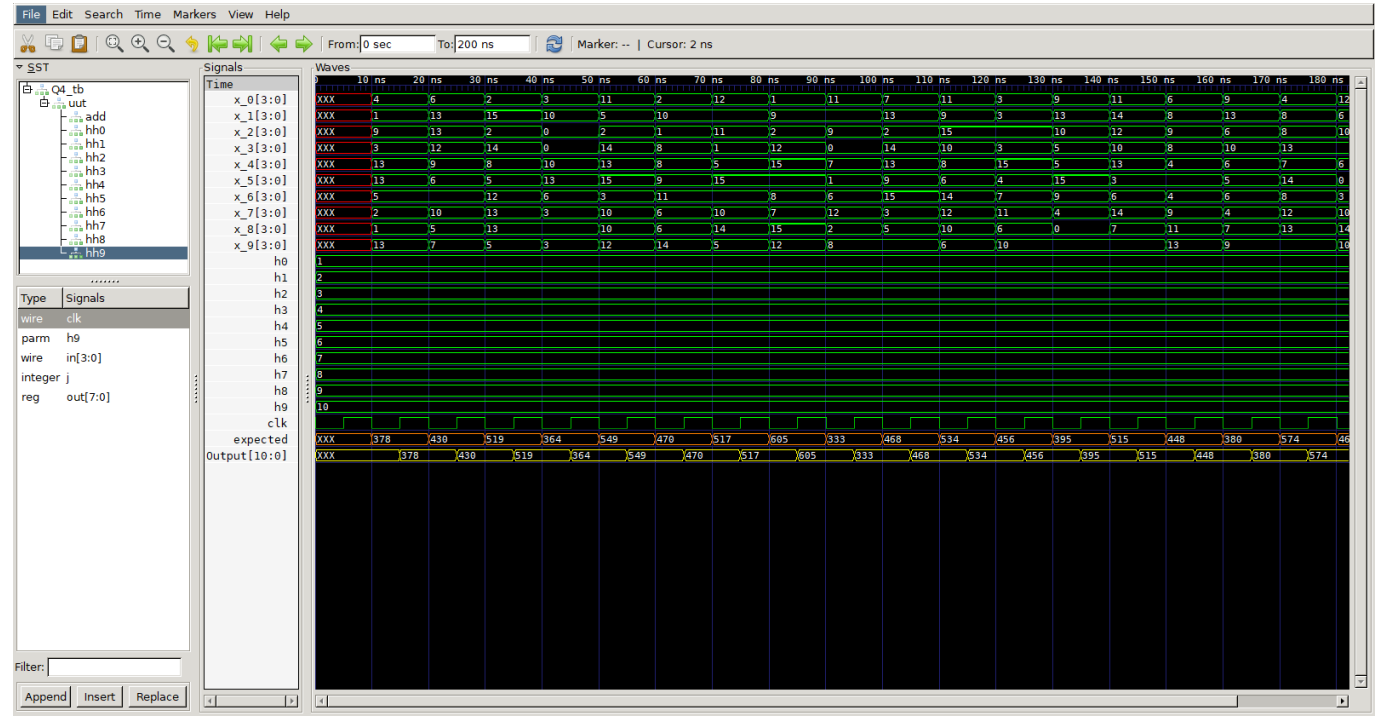 File Edit Search Time Markers View Help
From: 0 sec To: 200 ns Marker: -- | Cursor: 2 ns
SST
Q4_tb
uut
add
hh0
hh1
hh2
hh3
hh4
hh5
hh6
hh7
hh8
hh9
Type Signals
wire clk
parm h9
wire in[3:0]
integer j
reg out[7:0]
Filter:
Append Insert Replace
Signals Waves
Time 10 ns 20 ns 30 ns 40 ns 50 ns 60 ns 70 ns 80 ns 90 ns 100 ns 110 ns 120 ns 130 ns 140 ns 150 ns 160 ns 170 ns 180 ns
x_0[3:0] XXX 4 6 2 3 11 2 12 1 11 7 11 3 9 11 6 9 4 12
x_1[3:0] XXX 1 13 15 10 5 10 9 13 9 3 13 14 8 13 8 6
x_2[3:0] XXX 9 13 2 0 2 1 11 2 9 2 15 10 12 9 6 8 10
x_3[3:0] XXX 3 12 14 0 14 8 1 12 0 14 10 3 5 10 8 10 13
x_4[3:0] XXX 13 9 8 10 13 8 5 15 7 13 8 15 5 13 4 6 7 6
x_5[3:0] XXX 13 6 5 13 15 9 15 1 9 6 4 15 3 5 14 0
x_6[3:0] XXX 5 12 6 3 11 8 6 15 14 7 9 6 4 6 8 3
x_7[3:0] XXX 2 10 13 3 10 6 10 7 12 3 12 11 4 14 9 4 12 10
x_8[3:0] XXX 1 5 13 10 6 14 15 2 5 10 6 0 7 11 7 13 14
x_9[3:0] XXX 13 7 5 3 12 14 5 12 8 6 10 13 9 10
h0 1
h1 2
h2 3
h3 4
h4 5
h5 6
h6 7
h7 8
h8 9
h9 10
clk
expected XXX 378 430 519 364 549 470 517 605 333 468 534 456 395 515 448 380 574 46
Output[10:0] XXX 378 430 519 364 549 470 517 605 333 468 534 456 395 515 448 380 574